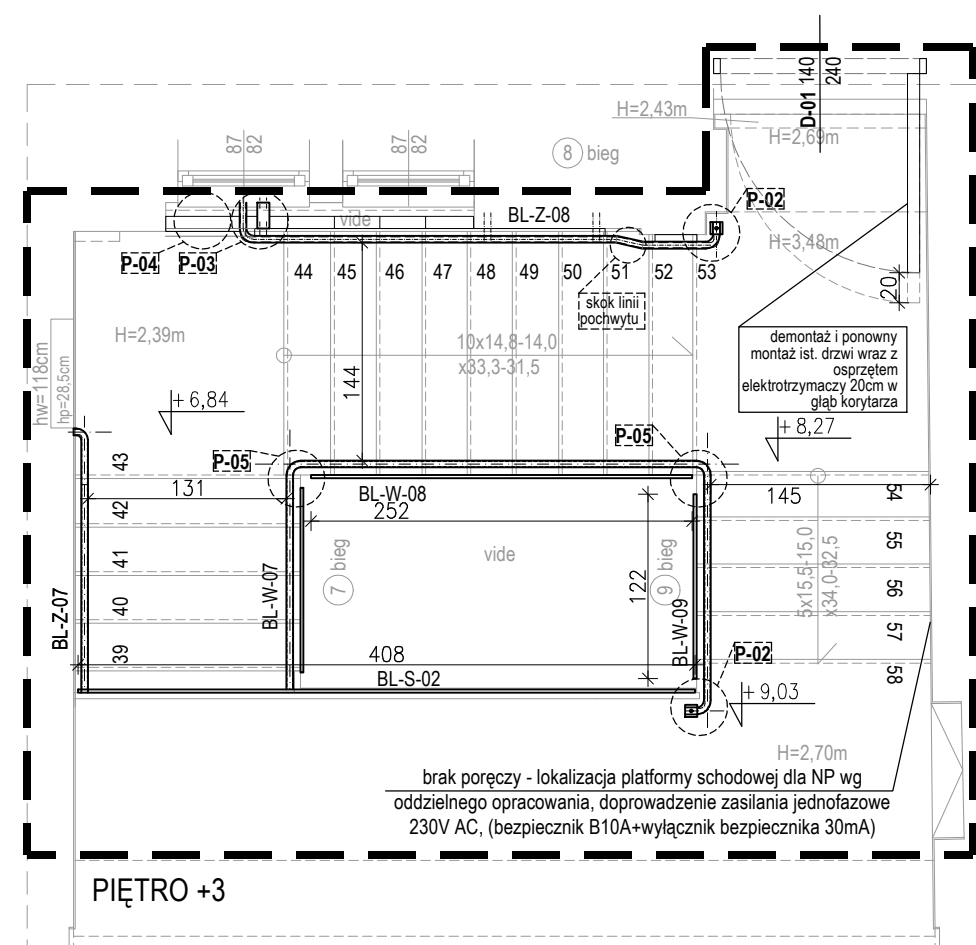 140
240
D-01
H=2,43m
H=2,69m
87
82
87
82
8 bieg
P-02
vide
BL-Z-08
H=3,48m
P-04
P-03
44 45 46 47 48 49 50 51 52 53
20
skok linii
pochwytu
H=2,39m
10x14,8-14,0
x33,3-31,5
demontaż i ponowny
montaż ist. drzwi wraz z
osprzętem
elektrotrzymaczy 20cm w
głąb korytarza
hw=118cm
hp=28,5cm
144
+ 6,84
+ 8,27
P-05
P-05
43
131
BL-W-08
252
145
54
42
55
41
7 bieg
vide
9 bieg
122
5x15,5-15,0
x34,0-32,5
56
BL-Z-07
40
BL-W-07
BL-W-09
57
39
408
P-02
58
BL-S-02
+ 9,03
H=2,70m
brak poręczy - lokalizacja platformy schodowej dla NP wg
oddzielnego opracowania, doprowadzenie zasilania jednofazowe
230V AC, (bezpiecznik B10A+wyłącznik bezpiecznika 30mA)
PIĘTRO +3